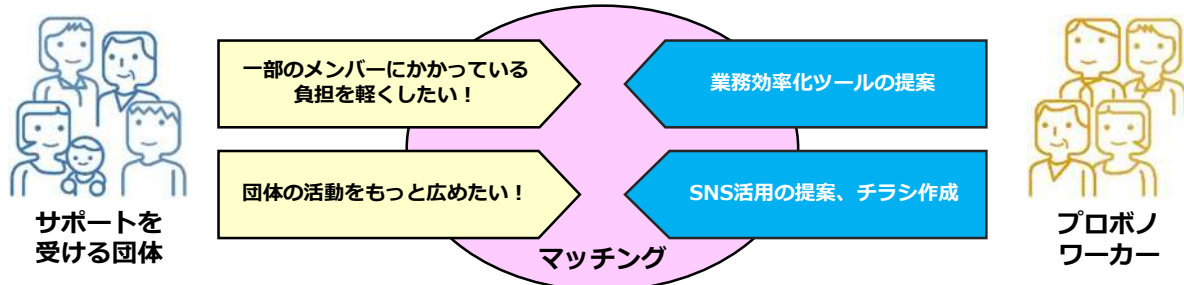 一部のメンバーにかかっている
負担を軽くしたい！
業務効率化ツールの提案
団体の活動をもっと広めたい！
SNS活用の提案、チラシ作成
サポートを
受ける団体
マッチング
プロボノ
ワーカー